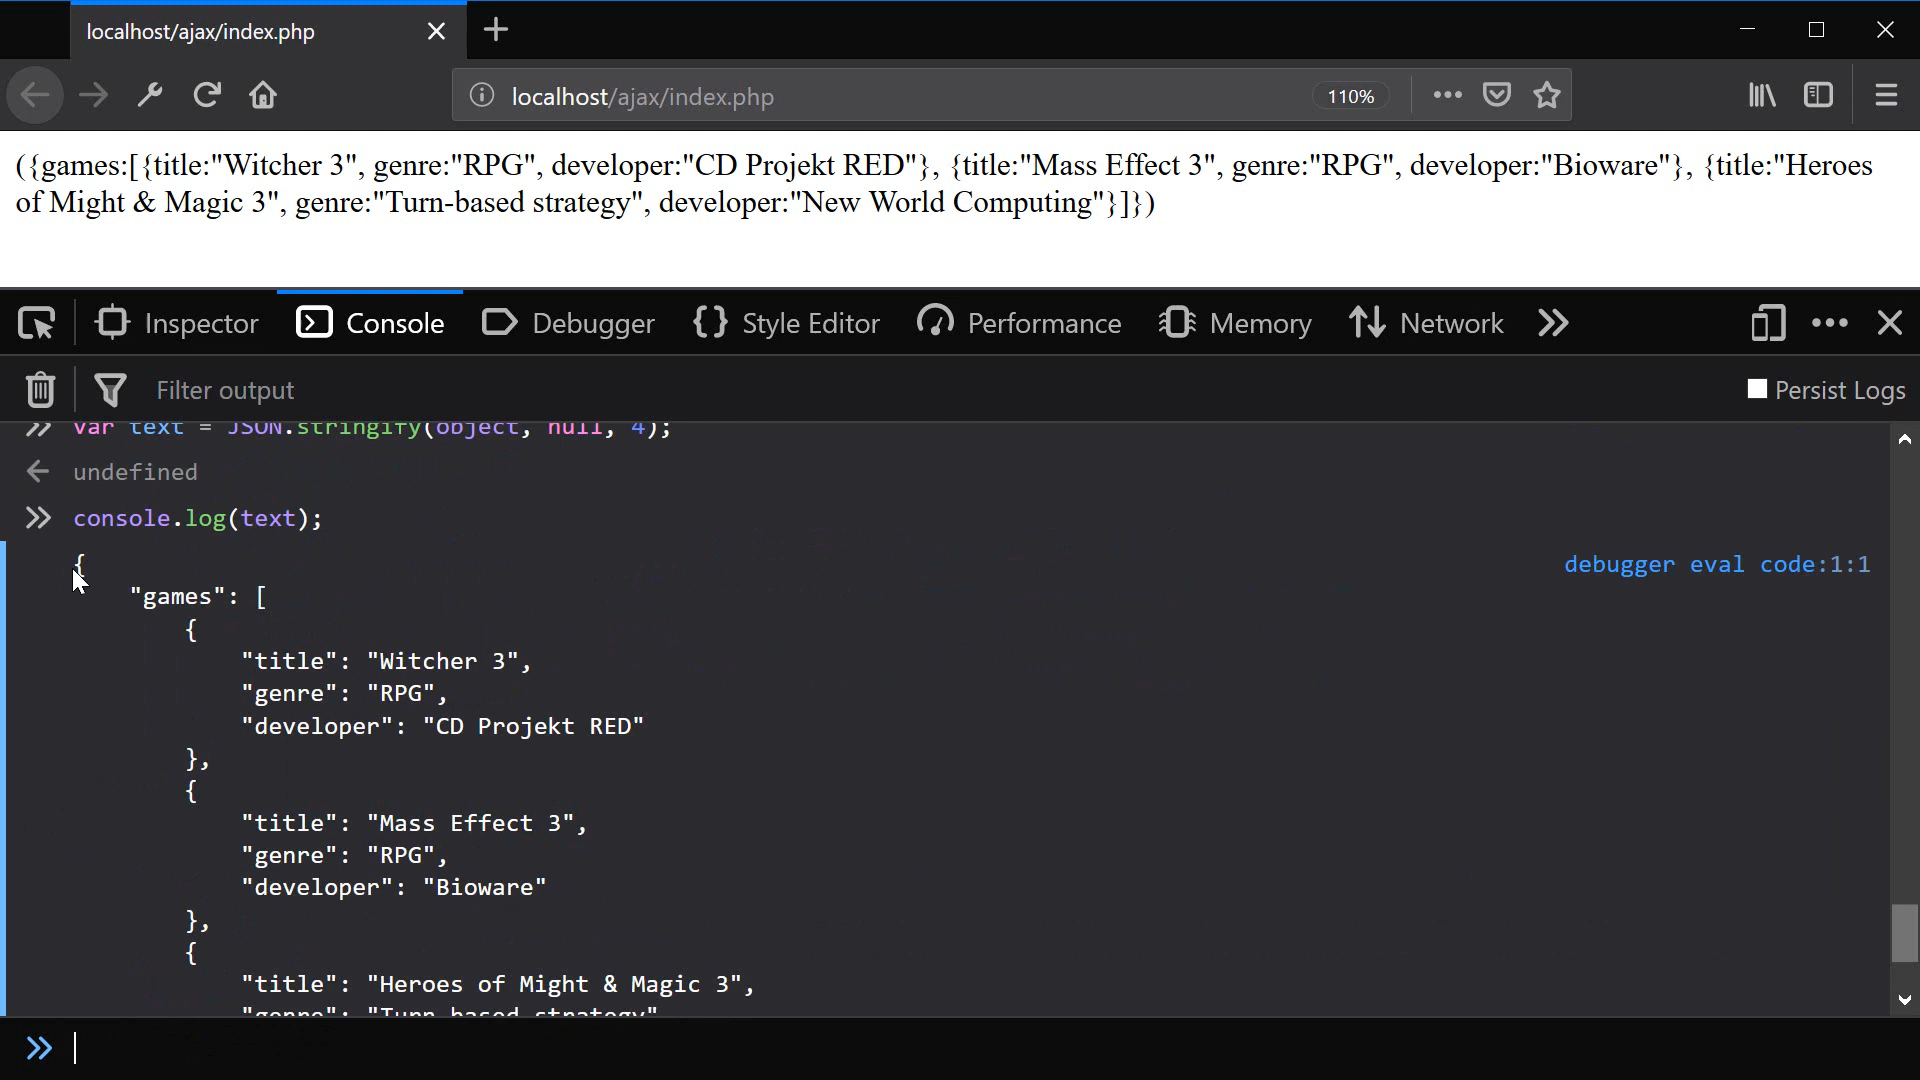 localhost/ajax/index.php
localhost/ajax/index.php 110%
({games:[{title:"Witcher 3", genre:"RPG", developer:"CD Projekt RED"}, {title:"Mass Effect 3", genre:"RPG", developer:"Bioware"}, {title:"Heroes
of Might & Magic 3", genre:"Turn-based strategy", developer:"New World Computing"}]})
Inspector Console Debugger Style Editor Performance Memory Network
Filter output Persist Logs
var text = JSON.stringify(object, null, 4);
undefined
console.log(text);
{ debugger eval code:1:1
"games": [
{
"title": "Witcher 3",
"genre": "RPG",
"developer": "CD Projekt RED"
},
{
"title": "Mass Effect 3",
"genre": "RPG",
"developer": "Bioware"
},
{
"title": "Heroes of Might & Magic 3",
"genre": "Turn-based strategy"